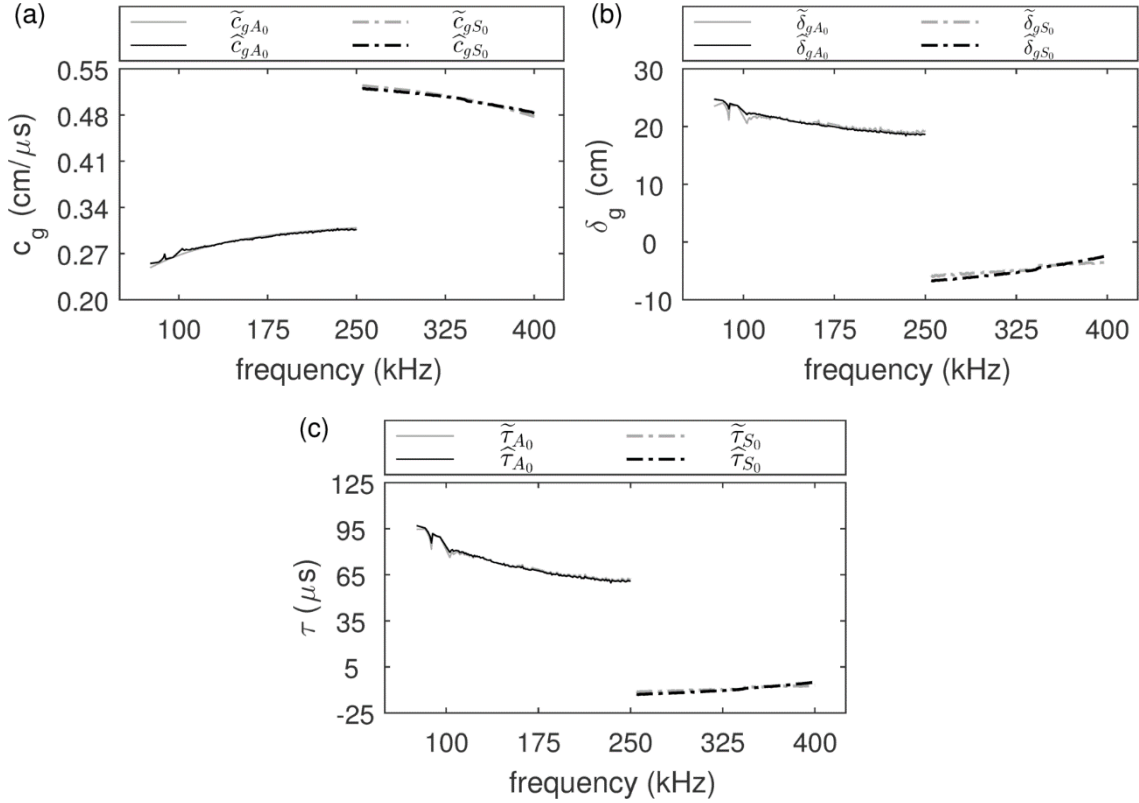 (a)
c̃gA₀ c̃gS₀
ĉgA₀ ĉgS₀
0.55
0.48
0.41
0.34
0.27
0.20
c_g (cm/μs)
100 175 250 325 400
frequency (kHz)
(b)
δ̃gA₀ δ̃gS₀
δ̂gA₀ δ̂gS₀
30
20
10
0
-10
δ_g (cm)
100 175 250 325 400
frequency (kHz)
(c)
τ̃A₀ τ̃S₀
τ̂A₀ τ̂S₀
125
95
65
35
5
-25
τ (μs)
100 175 250 325 400
frequency (kHz)